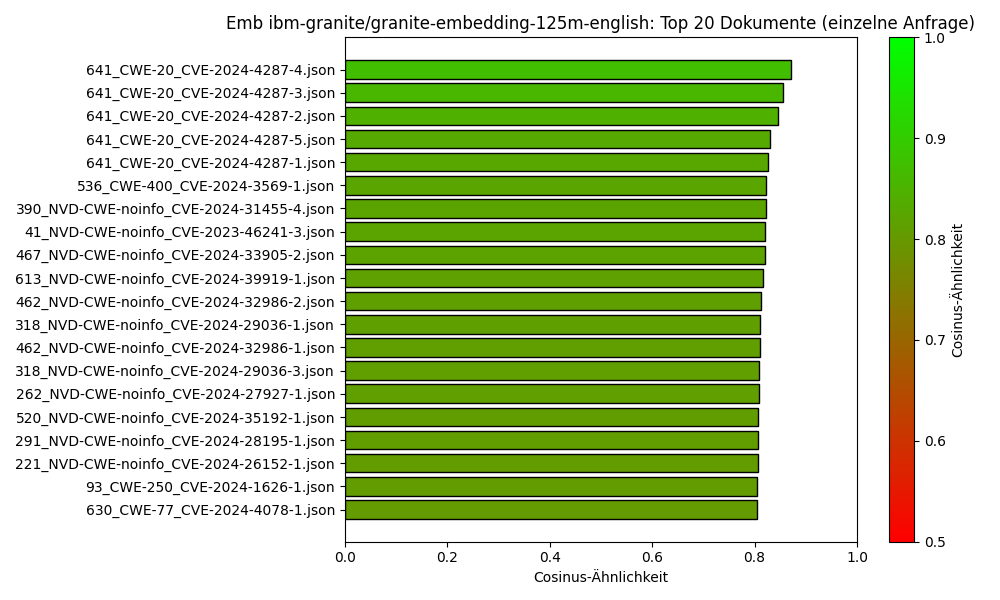 Emb ibm-granite/granite-embedding-125m-english: Top 20 Dokumente (einzelne Anfrage)
641_CWE-20_CVE-2024-4287-4.json
641_CWE-20_CVE-2024-4287-3.json
641_CWE-20_CVE-2024-4287-2.json
641_CWE-20_CVE-2024-4287-5.json
641_CWE-20_CVE-2024-4287-1.json
536_CWE-400_CVE-2024-3569-1.json
390_NVD-CWE-noinfo_CVE-2024-31455-4.json
41_NVD-CWE-noinfo_CVE-2023-46241-3.json
467_NVD-CWE-noinfo_CVE-2024-33905-2.json
613_NVD-CWE-noinfo_CVE-2024-39919-1.json
462_NVD-CWE-noinfo_CVE-2024-32986-2.json
318_NVD-CWE-noinfo_CVE-2024-29036-1.json
462_NVD-CWE-noinfo_CVE-2024-32986-1.json
318_NVD-CWE-noinfo_CVE-2024-29036-3.json
262_NVD-CWE-noinfo_CVE-2024-27927-1.json
520_NVD-CWE-noinfo_CVE-2024-35192-1.json
291_NVD-CWE-noinfo_CVE-2024-28195-1.json
221_NVD-CWE-noinfo_CVE-2024-26152-1.json
93_CWE-250_CVE-2024-1626-1.json
630_CWE-77_CVE-2024-4078-1.json
0.0 0.2 0.4 0.6 0.8 1.0
Cosinus-Ähnlichkeit
1.0
0.9
0.8
0.7
0.6
0.5
Cosinus-Ähnlichkeit